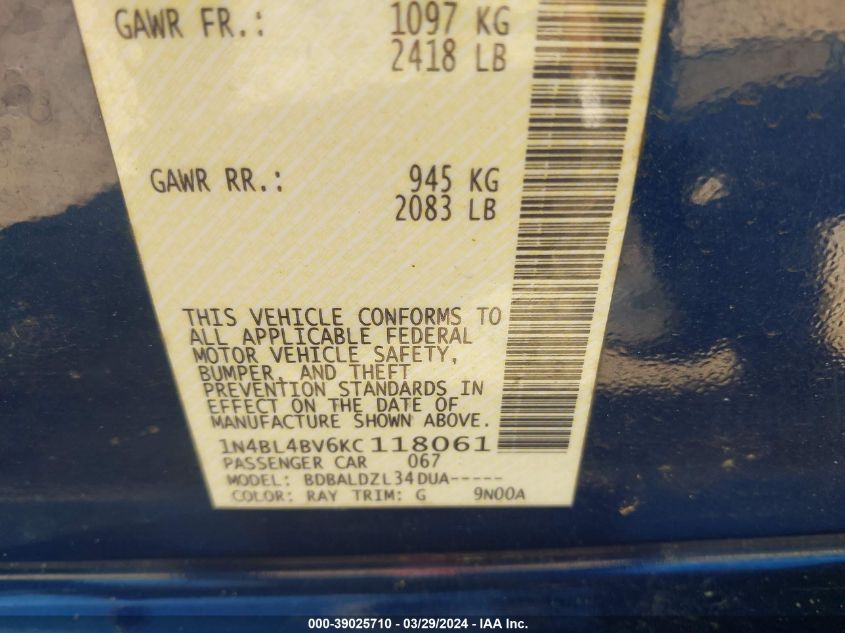 GAWR FR.: 1097 KG
2418 LB
GAWR RR.: 945 KG
2083 LB
THIS VEHICLE CONFORMS TO
ALL APPLICABLE FEDERAL
MOTOR VEHICLE SAFETY,
BUMPER, AND THEFT
PREVENTION STANDARDS IN
EFFECT ON THE DATE OF
MANUFACTURE SHOWN ABOVE.
1N4BL4BV6KC118061
PASSENGER CAR 067
MODEL: BDBALDZL34DUA-----
COLOR: RAY TRIM: G 9N00A
000-39025710 - 03/29/2024 - IAA Inc.